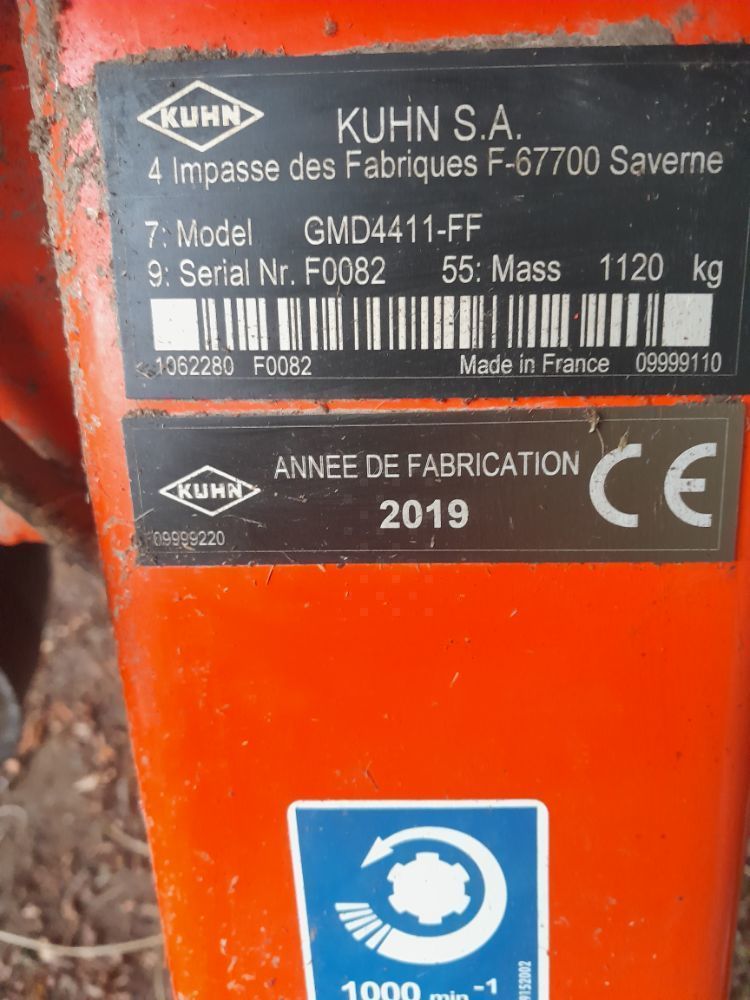 KUHN
KUHN S.A.
4 Impasse des Fabriques F-67700 Saverne
7: Model GMD4411-FF
9: Serial Nr. F0082 55: Mass 1120 kg
1062280 F0082 Made in France 09999110
KUHN
ANNEE DE FABRICATION
2019
CE
09999220
1000 min-1